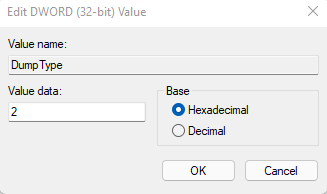 Edit DWORD (32-bit) Value
Value name:
DumpType
Value data:
2
Base
Hexadecimal
Decimal
OK
Cancel